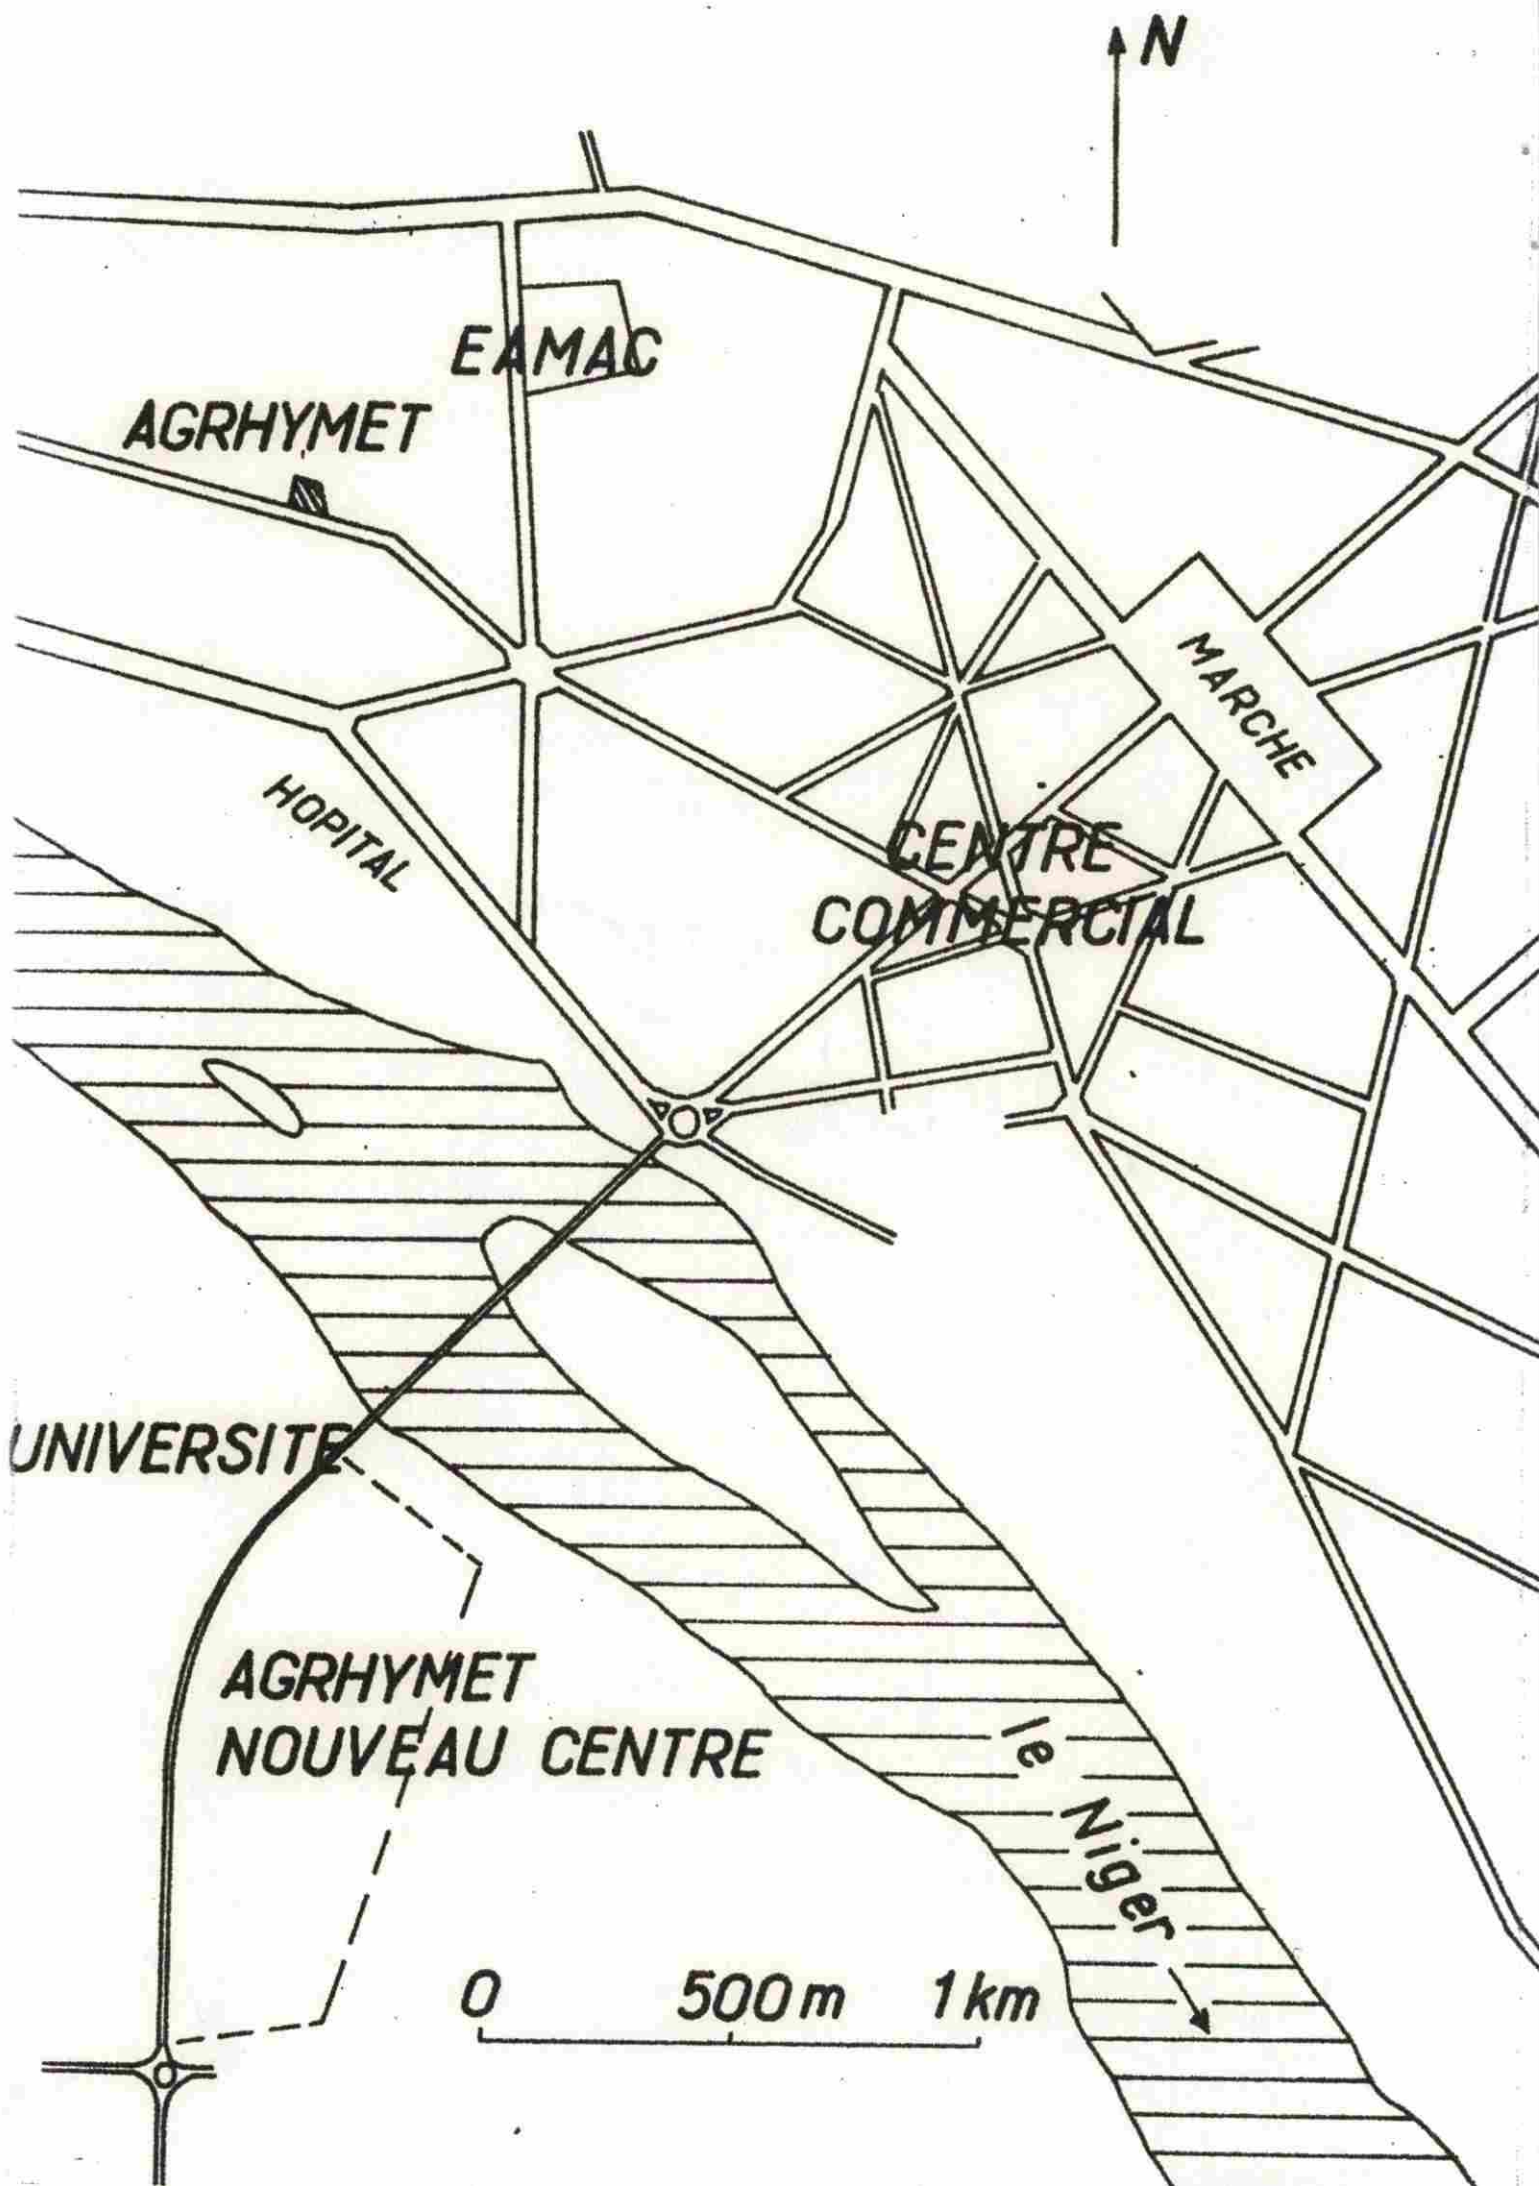 N
EAMAC
AGRHYMET
MARCHE
HOPITAL
CENTRE
COMMERCIAL
UNIVERSITE
AGRHYMET
NOUVEAU CENTRE
le Niger
0 500m 1km